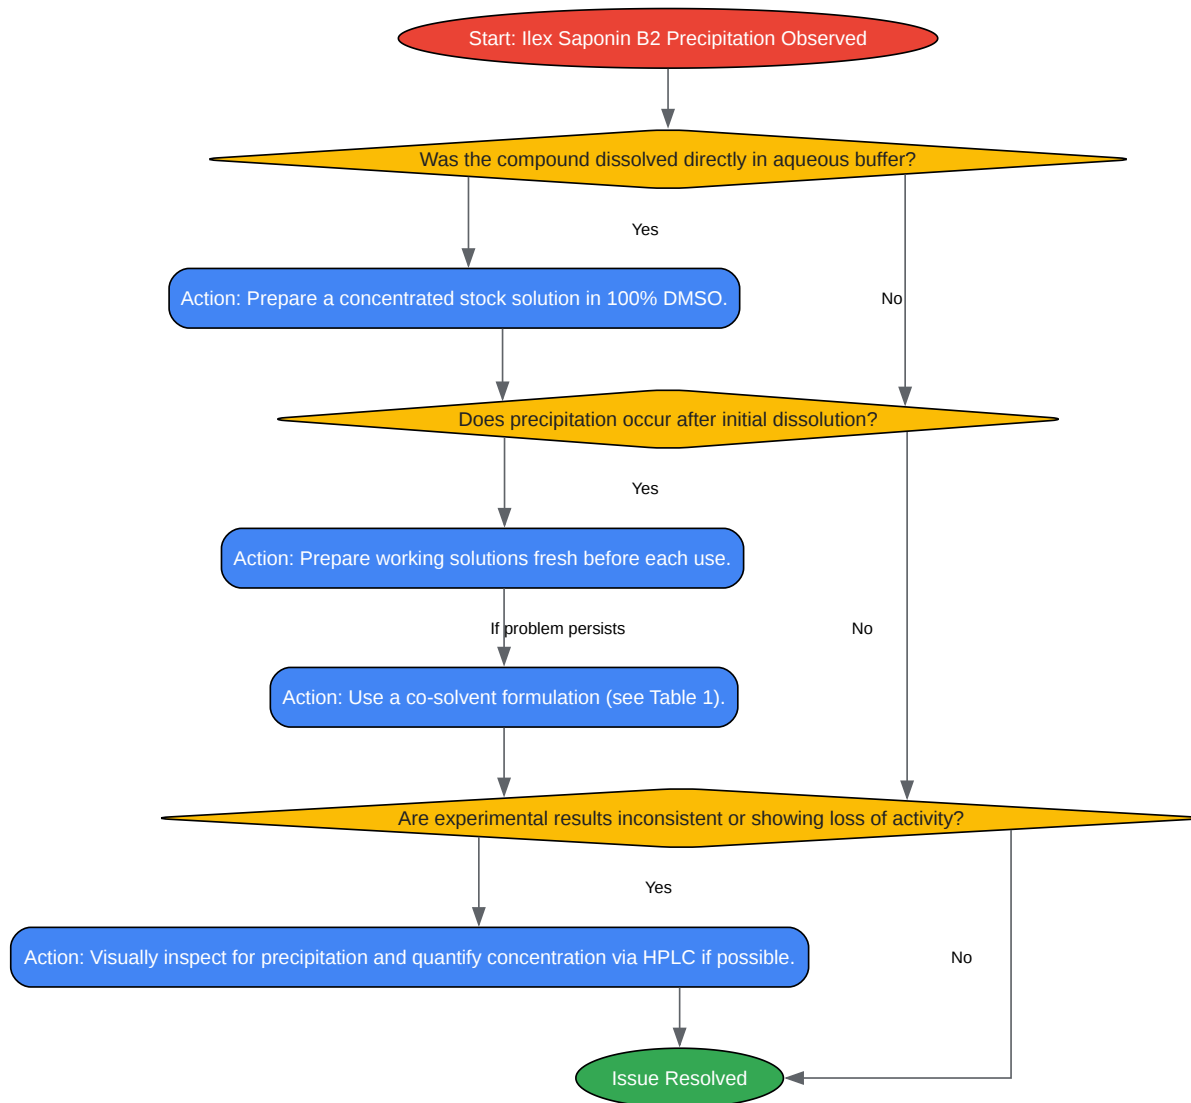 Start: Ilex Saponin B2 Precipitation Observed
Was the compound dissolved directly in aqueous buffer?
Yes
Action: Prepare a concentrated stock solution in 100% DMSO.
No
Does precipitation occur after initial dissolution?
Yes
Action: Prepare working solutions fresh before each use.
If problem persists
No
Action: Use a co-solvent formulation (see Table 1).
Are experimental results inconsistent or showing loss of activity?
Yes
Action: Visually inspect for precipitation and quantify concentration via HPLC if possible.
No
Issue Resolved